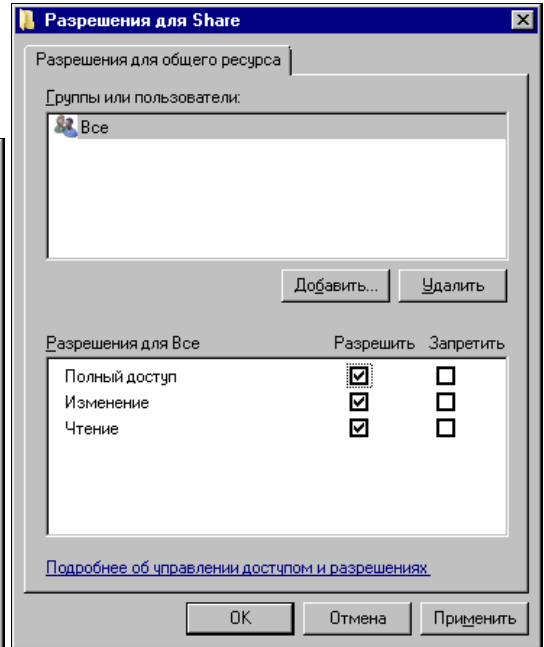 Разрешения для Share
Разрешения для общего ресурса
Группы или пользователи:
Все
Добавить... Удалить
Разрешения для Все Разрешить Запретить
Полный доступ
Изменение
Чтение
Подробнее об управлении доступом и разрешениях
OK Отмена Применить